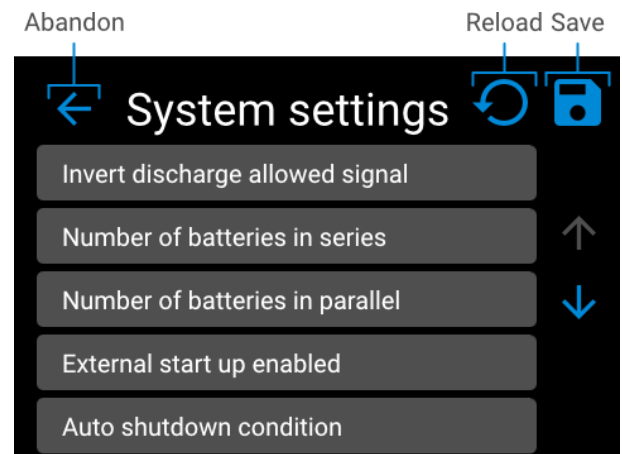 Abandon
Reload Save
System settings
Invert discharge allowed signal
Number of batteries in series
Number of batteries in parallel
External start up enabled
Auto shutdown condition